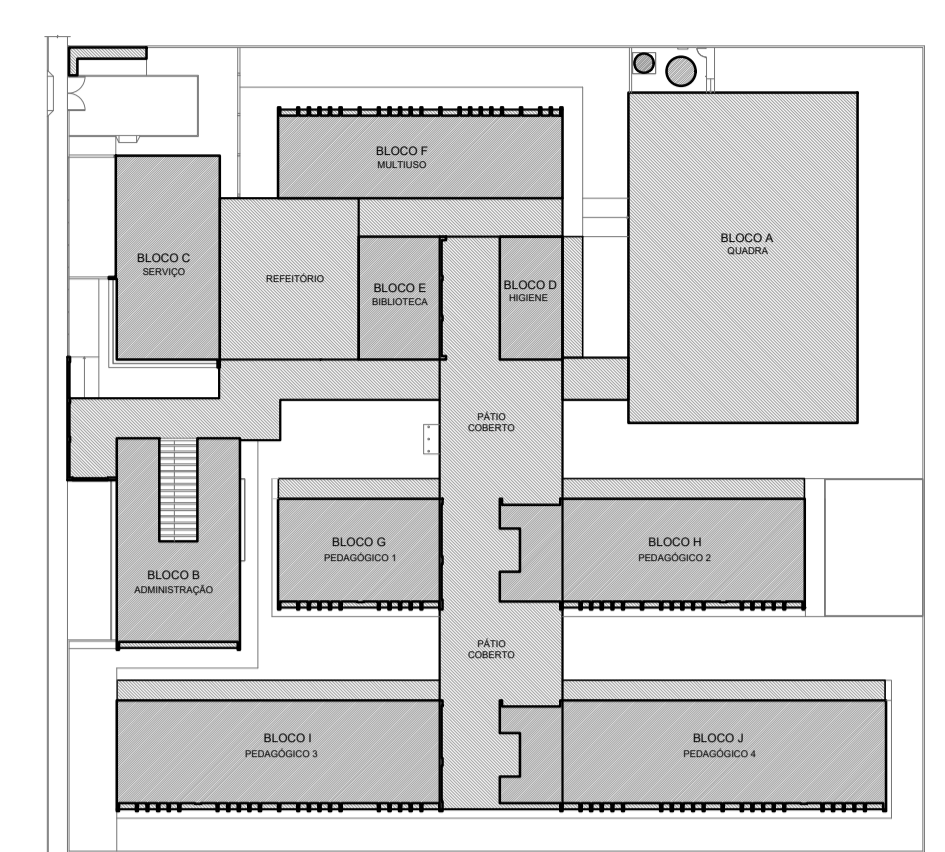 BLOCO F
MULTIUSO
BLOCO A
QUADRA
BLOCO C
SERVIÇO
REFEITÓRIO
BLOCO E
BIBLIOTECA
BLOCO D
HIGIENE
PÁTIO
COBERTO
BLOCO G
PEDAGÓGICO 1
BLOCO H
PEDAGÓGICO 2
BLOCO B
ADMINISTRAÇÃO
PÁTIO
COBERTO
BLOCO I
PEDAGÓGICO 3
BLOCO J
PEDAGÓGICO 4